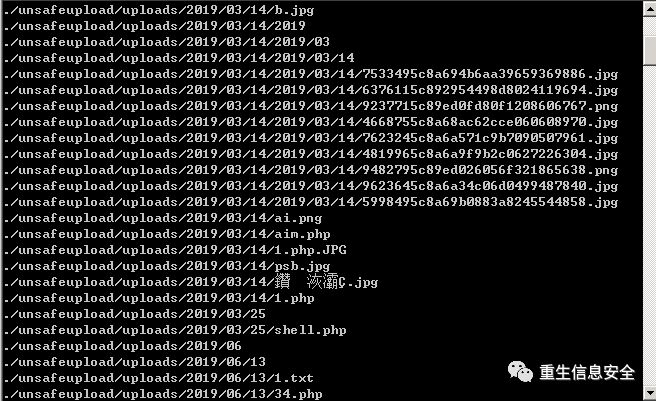 ./unsafeupload/uploads/2019/03/14/b.jpg
./unsafeupload/uploads/2019/03/14/2019
./unsafeupload/uploads/2019/03/14/2019/03
./unsafeupload/uploads/2019/03/14/2019/03/14
./unsafeupload/uploads/2019/03/14/2019/03/14/7533495c8a694b6aa39659369886.jpg
./unsafeupload/uploads/2019/03/14/2019/03/14/6376115c892954498d8024119694.jpg
./unsafeupload/uploads/2019/03/14/2019/03/14/9237715c89ed0fd80f1208606767.png
./unsafeupload/uploads/2019/03/14/2019/03/14/4668755c8a68ac62cce060608970.jpg
./unsafeupload/uploads/2019/03/14/2019/03/14/7623245c8a6a571c9b7090507961.jpg
./unsafeupload/uploads/2019/03/14/2019/03/14/4819965c8a6a9f9b2c0627226304.jpg
./unsafeupload/uploads/2019/03/14/2019/03/14/9482795c89ed026056f321865638.png
./unsafeupload/uploads/2019/03/14/2019/03/14/9623645c8a6a34c06d0499487840.jpg
./unsafeupload/uploads/2019/03/14/2019/03/14/5998495c8a69b0883a8245544858.jpg
./unsafeupload/uploads/2019/03/14/ai.png
./unsafeupload/uploads/2019/03/14/aim.php
./unsafeupload/uploads/2019/03/14/1.php.JPG
./unsafeupload/uploads/2019/03/14/psb.jpg
./unsafeupload/uploads/2019/03/14/.jpg
./unsafeupload/uploads/2019/03/14/1.php
./unsafeupload/uploads/2019/03/25
./unsafeupload/uploads/2019/03/25/shell.php
./unsafeupload/uploads/2019/06
./unsafeupload/uploads/2019/06/13
./unsafeupload/uploads/2019/06/13/1.txt
./unsafeupload/uploads/2019/06/13/34.php
重生信息安全